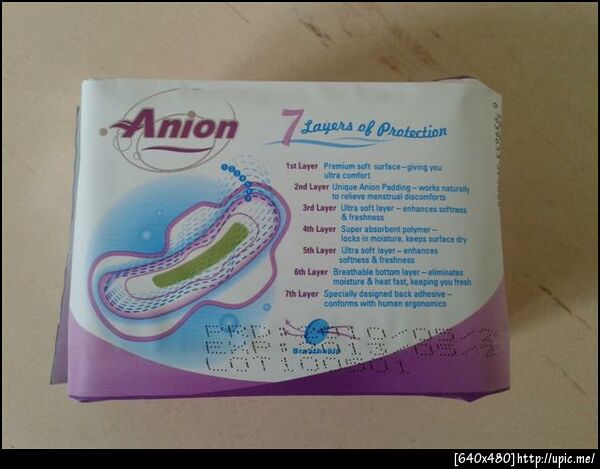 Anion
7 Layers of Protection
1st Layer Premium soft surface – giving you
ultra comfort
2nd Layer Unique Anion Padding – works naturally
to relieve menstrual discomforts
3rd Layer Ultra soft layer – enhances softness
& freshness
4th Layer Super absorbent polymer –
locks in moisture, keeps surface dry
5th Layer Ultra soft layer – enhances
softness & freshness
6th Layer Breathable bottom layer – eliminates
moisture & heat fast, keeping you fresh
7th Layer Specially designed back adhesive –
conforms with human ergonomics
Breathable
[640x480]http://upic.me/